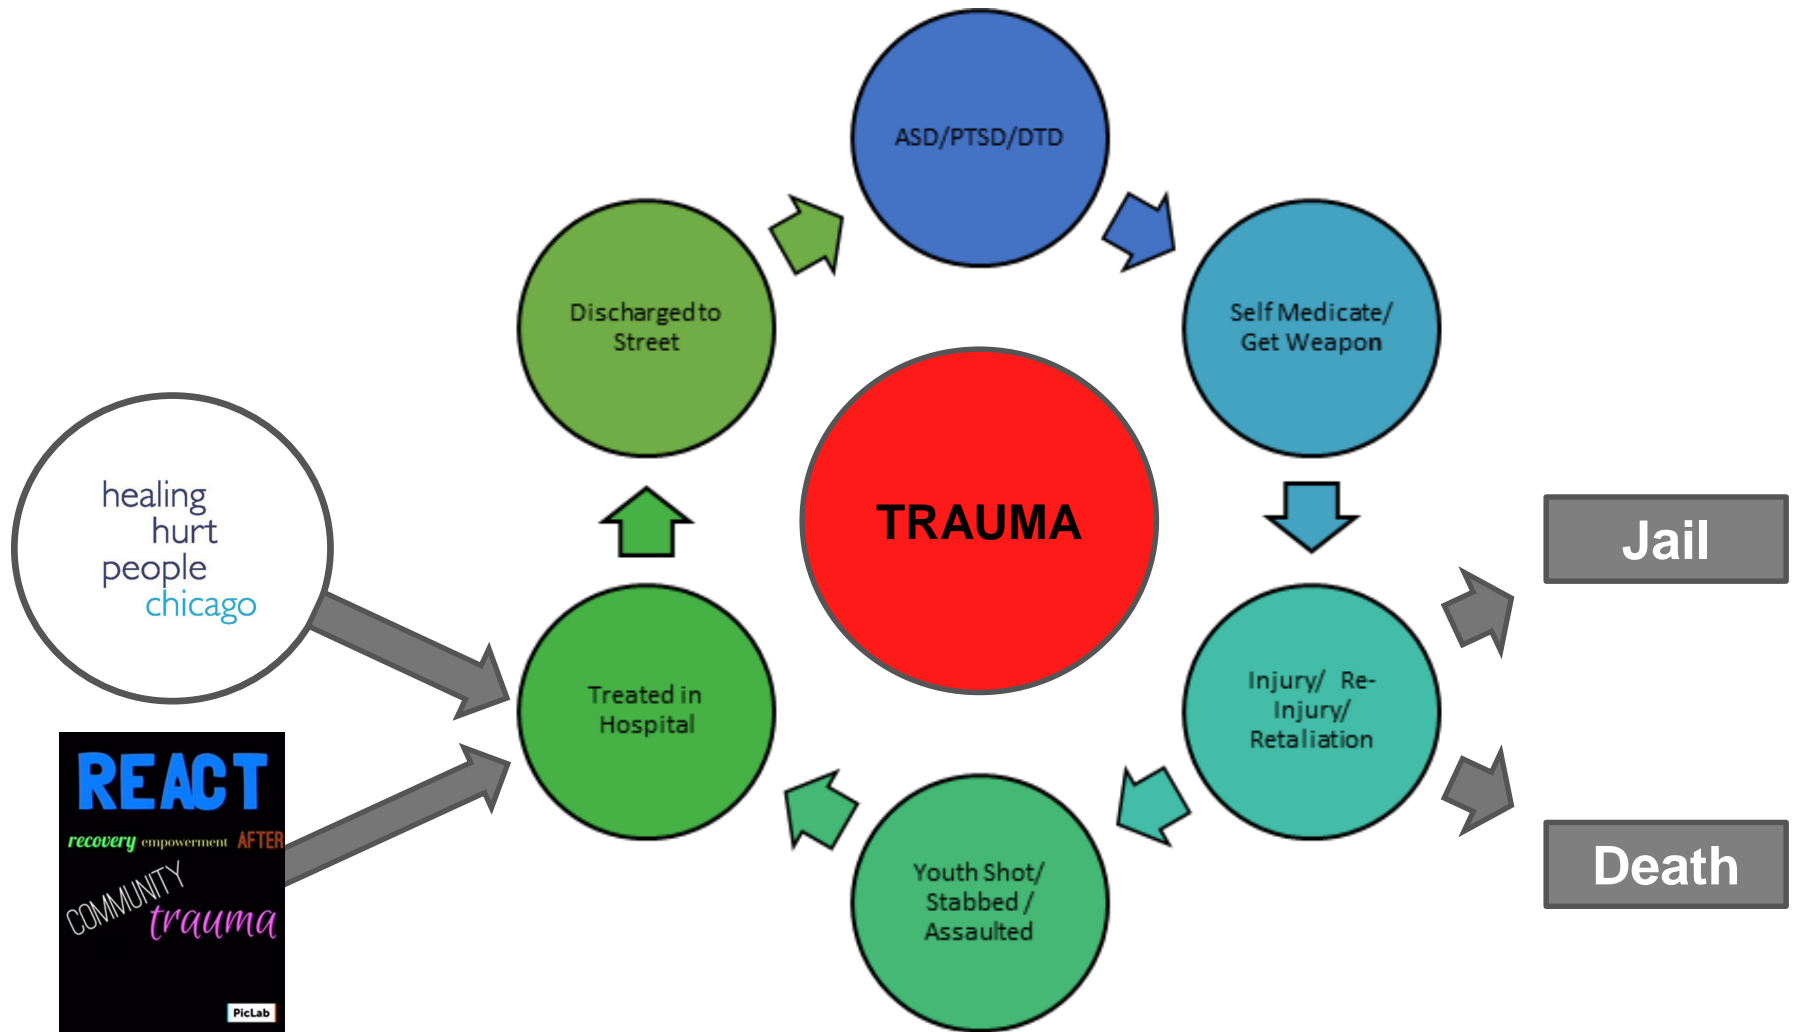 ASD/PTSD/DTD
Discharged to
Street
Self Medicate/
Get Weapon
TRAUMA
healing
hurt
people
chicago
Jail
Treated in
Hospital
Injury/ Re-
Injury/
Retaliation
REACT
recovery empowerment AFTER
COMMUNITY
trauma
Youth Shot/
Stabbed /
Assaulted
Death
PicLab